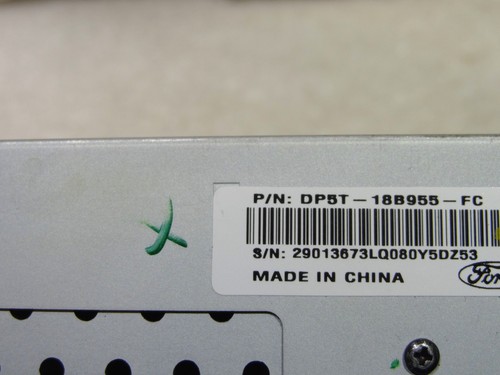 P/N: DP5T-18B955-FC
S/N: 29013673LQ080Y5DZ53
MADE IN CHINA
Ford